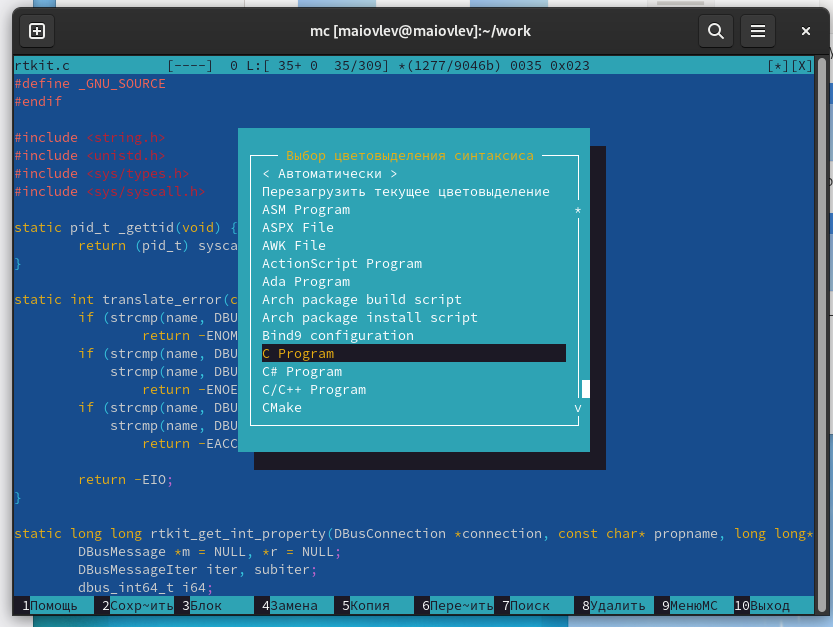 mc [maiovlev@maiovlev]:~/work
rtkit.c [----] 0 L:[ 35+ 0 35/309] *(1277/9046b) 0035 0x023 [*][X]
#define _GNU_SOURCE
#endif
#include <string.h>
#include <unistd.h>
#include <sys/types.h>
#include <sys/syscall.h>
static pid_t _gettid(void) {
return (pid_t) sysca
}
static int translate_error(c
if (strcmp(name, DBU
return -ENOM
if (strcmp(name, DBU
strcmp(name, DBU
return -ENOE
if (strcmp(name, DBU
strcmp(name, DBU
return -EACC
return -EIO;
}
static long long rtkit_get_int_property(DBusConnection *connection, const char* propname, long long*
DBusMessage *m = NULL, *r = NULL;
DBusMessageIter iter, subiter;
dbus_int64_t i64;
Выбор цветовыделения синтаксиса
< Автоматически >
Перезагрузить текущее цветовыделение
ASM Program
ASPX File
AWK File
ActionScript Program
Ada Program
Arch package build script
Arch package install script
Bind9 configuration
C Program
C# Program
C/C++ Program
CMake
1Помощь 2Сохр~ить 3Блок 4Замена 5Копия 6Пере~ить 7Поиск 8Удалить 9МенюМС 10Выход